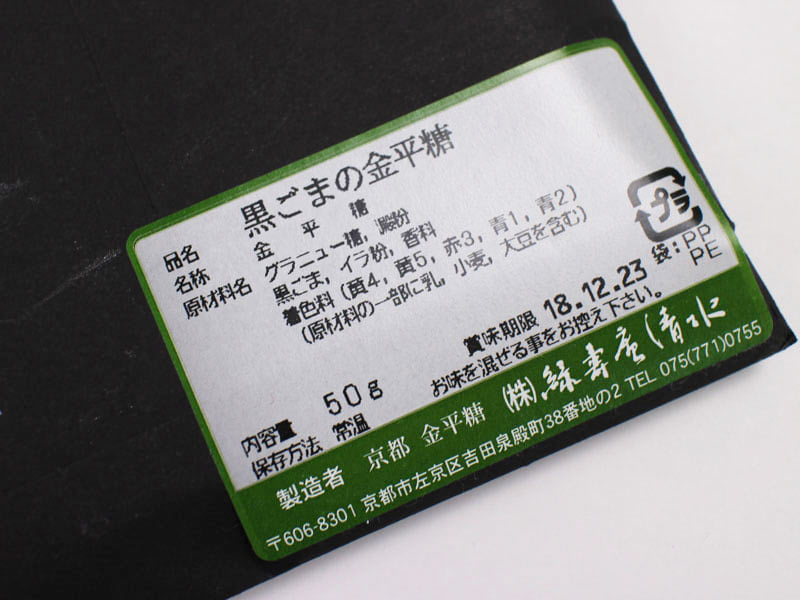 品名 黒ごまの金平糖
名称 金平糖
原材料名 グラニュー糖, 澱粉
黒ごま, イラ粉, 香料
着色料 (黄4, 黄5, 赤3, 青1, 青2)
(原材料の一部に乳, 小麦, 大豆を含む)
プラ
袋:PP
PE
賞味期限 18.12.23
お味を混ぜる事をお控え下さい。
内容量 50g
保存方法 常温
製造者 京都 金平糖 (株)緑寿庵清水
〒606-8301 京都市左京区吉田泉殿町38番地の2 TEL 075(771)0755